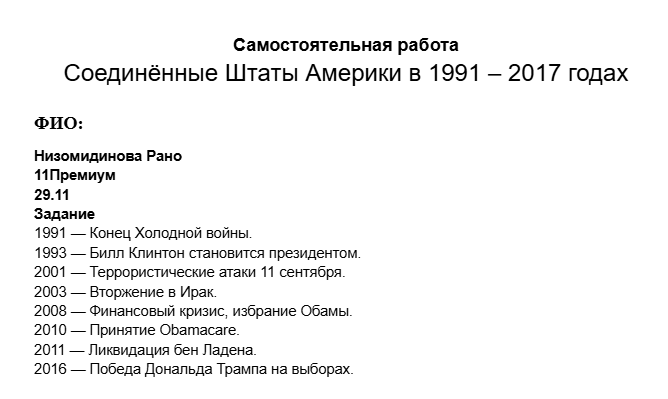 Самостоятельная работа
Соединённые Штаты Америки в 1991 – 2017 годах
ФИО:
Низомидинова Рано
11Премиум
29.11
Задание
1991 — Конец Холодной войны.
1993 — Билл Клинтон становится президентом.
2001 — Террористические атаки 11 сентября.
2003 — Вторжение в Ирак.
2008 — Финансовый кризис, избрание Обамы.
2010 — Принятие Obamacare.
2011 — Ликвидация бен Ладена.
2016 — Победа Дональда Трампа на выборах.